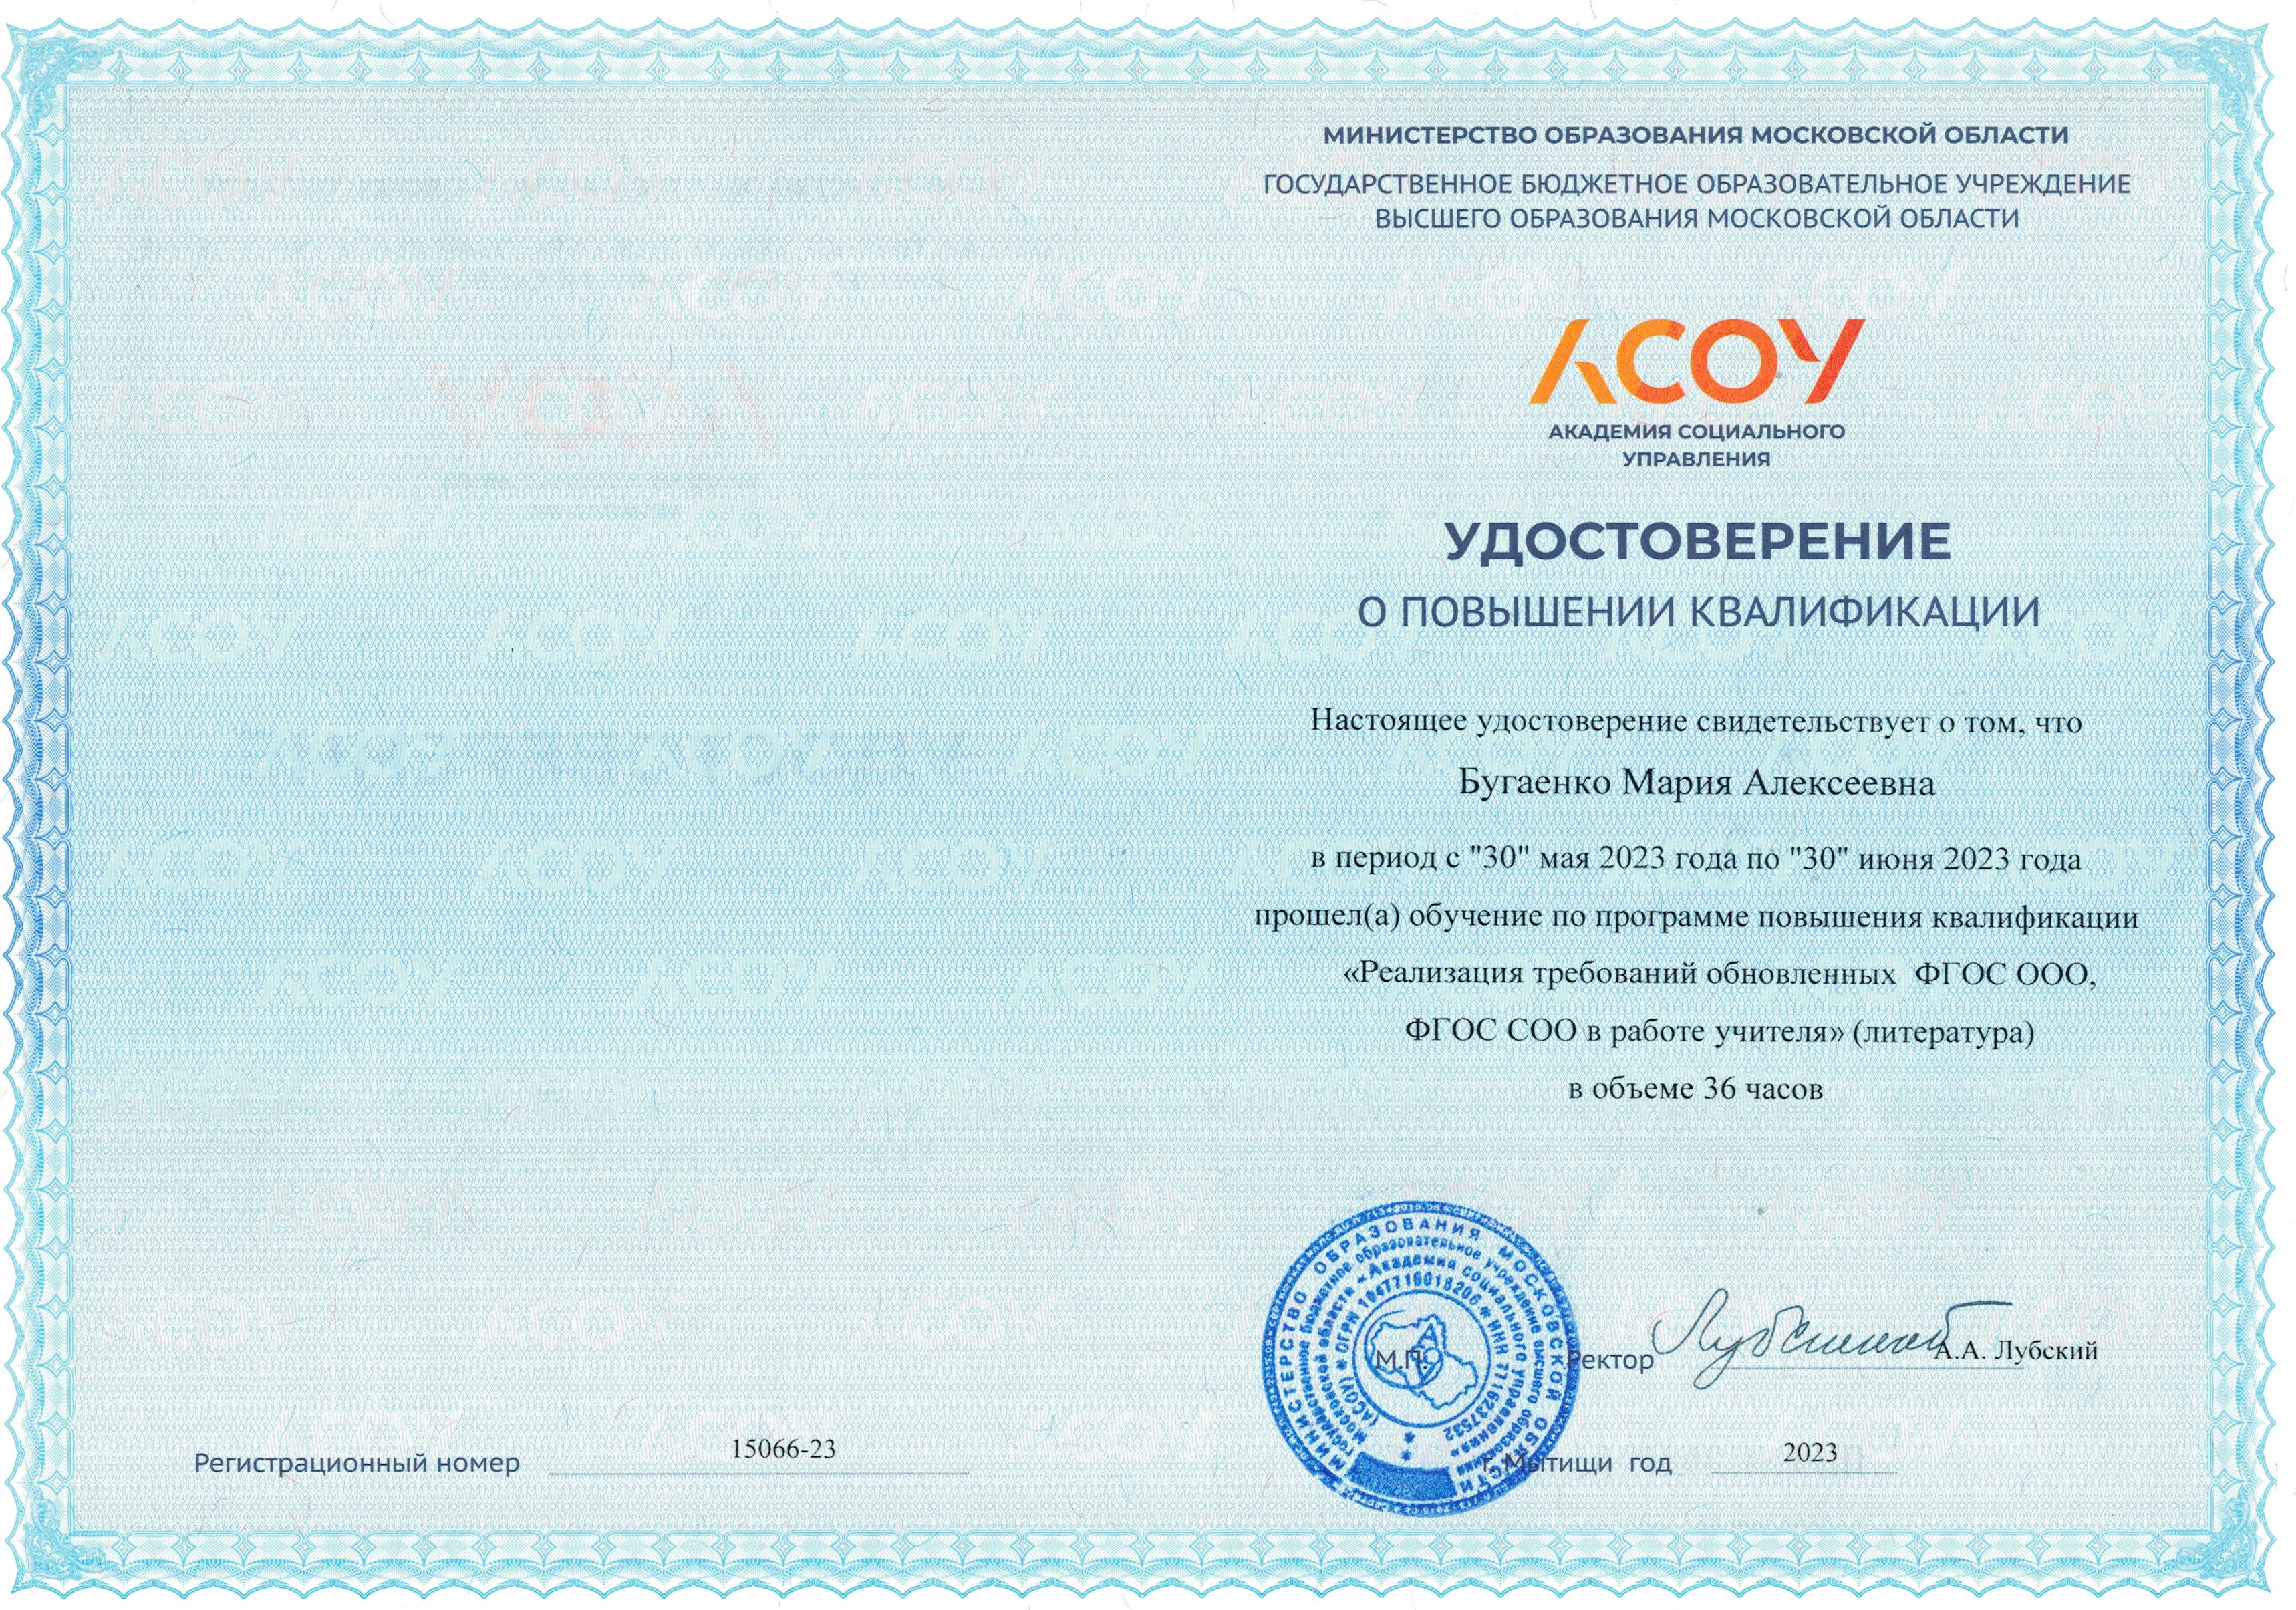 МИНИСТЕРСТВО ОБРАЗОВАНИЯ МОСКОВСКОЙ ОБЛАСТИ
ГОСУДАРСТВЕННОЕ БЮДЖЕТНОЕ ОБРАЗОВАТЕЛЬНОЕ УЧРЕЖДЕНИЕ
ВЫСШЕГО ОБРАЗОВАНИЯ МОСКОВСКОЙ ОБЛАСТИ
АСОУ
АКАДЕМИЯ СОЦИАЛЬНОГО
УПРАВЛЕНИЯ
УДОСТОВЕРЕНИЕ
О ПОВЫШЕНИИ КВАЛИФИКАЦИИ
Настоящее удостоверение свидетельствует о том, что
Бугаенко Мария Алексеевна
в период с "30" мая 2023 года по "30" июня 2023 года
прошел(а) обучение по программе повышения квалификации
«Реализация требований обновленных ФГОС ООО,
ФГОС СОО в работе учителя» (литература)
в объеме 36 часов
МИНИСТЕРСТВО ОБРАЗОВАНИЯ МОСКОВСКОЙ ОБЛАСТИ
Государственное бюджетное образовательное учреждение высшего образования
Московской области «Академия социального управления»
(АСОУ) * ОГРН 1047716018206 * ИНН 7716237532
М.П.
Ректор
А.А. Лубский
Регистрационный номер 15066-23
г. Мытищи год 2023